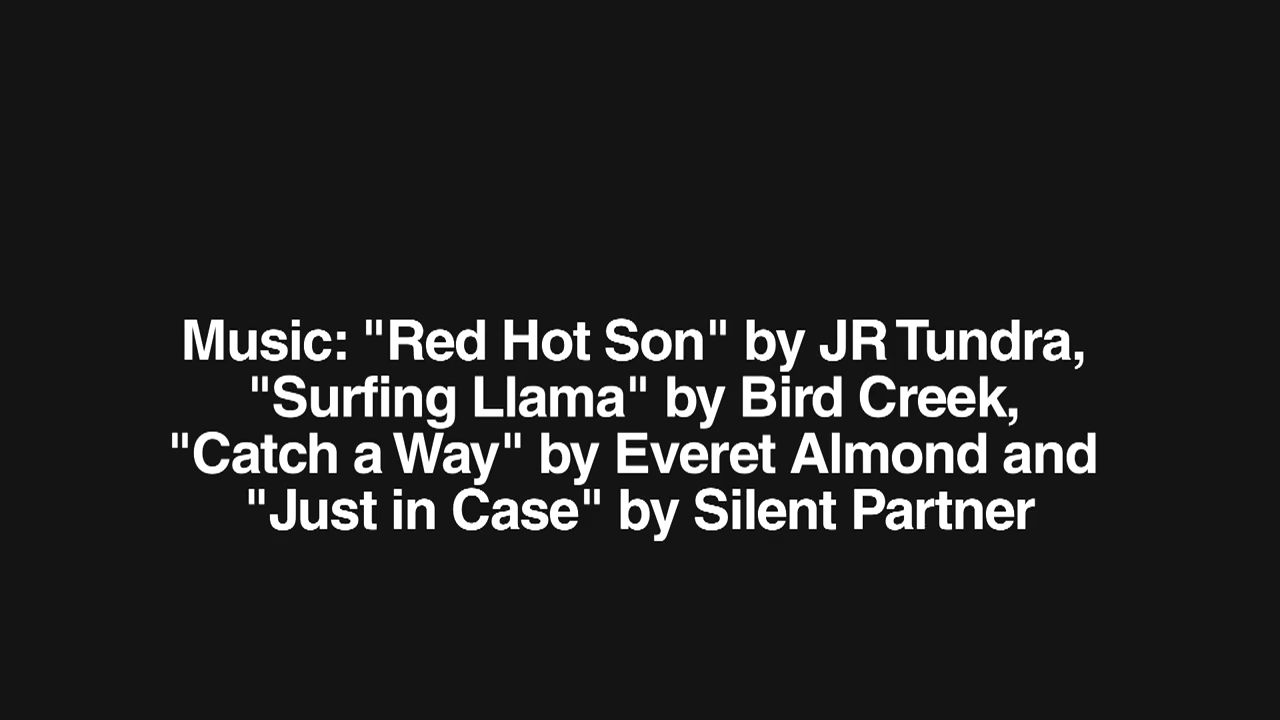 Music: "Red Hot Son" by JR Tundra,
"Surfing Llama" by Bird Creek,
"Catch a Way" by Everet Almond and
"Just in Case" by Silent Partner